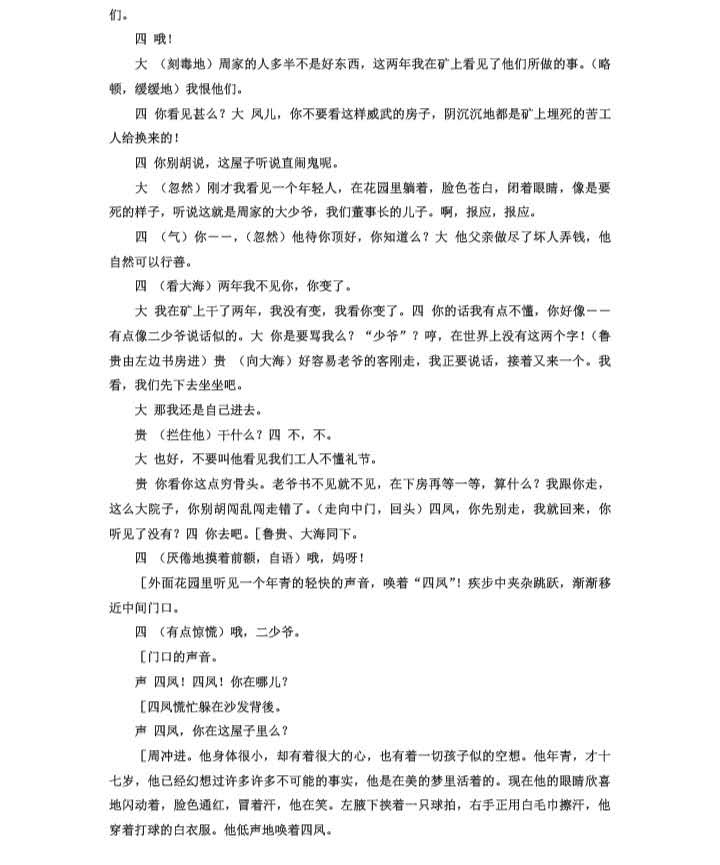 们。
四 哦！
大 （刻毒地）周家的人多半不是好东西，这两年我在矿上看见了他们所做的事。（略
顿，缓缓地）我恨他们。
四 你看见甚么？大 凤儿，你不要看这样威武的房子，阴沉沉地都是矿上埋死的苦工
人给换来的！
四 你别胡说，这屋子听说直闹鬼呢。
大 （忽然）刚才我看见一个年轻人，在花园里躺着，脸色苍白，闭着眼睛，像是要
死的样子，听说这就是周家的大少爷，我们董事长的儿子。啊，报应，报应。
四 （气）你－－，（忽然）他待你顶好，你知道么？大 他父亲做尽了坏人弄钱，他
自然可以行善。
四 （看大海）两年我不见你，你变了。
大 我在矿上干了两年，我没有变，我看你变了。四 你的话我有点不懂，你好像－－
有点像二少爷说话似的。大 你是要骂我么？“少爷”？哼，在世界上没有这两个字！（鲁
贵由左边书房进）贵 （向大海）好容易老爷的客刚走，我正要说话，接着又来一个。我
看，我们先下去坐坐吧。
大 那我还是自己进去。
贵 （拦住他）干什么？四 不，不。
大 也好，不要叫他看见我们工人不懂礼节。
贵 你看你这点穷骨头。老爷书不见就不见，在下房再等一等，算什么？我跟你走，
这么大院子，你别胡闯乱闯走错了。（走向中门，回头）四凤，你先别走，我就回来，你
听见了没有？四 你去吧。［鲁贵、大海同下。
四 （厌倦地摸着前额，自语）哦，妈呀！
［外面花园里听见一个年青的轻快的声音，唤着“四凤”！疾步中夹杂跳跃，渐渐移
近中间门口。
四 （有点惊慌）哦，二少爷。
［门口的声音。
声 四凤！四凤！你在哪儿？
［四凤慌忙躲在沙发背後。
声 四凤，你在这屋子里么？
［周冲进。他身体很小，却有着很大的心，也有着一切孩子似的空想。他年青，才十
七岁，他已经幻想过许多许多不可能的事实，他是在美的梦里活着的。现在他的眼睛欣喜
地闪动着，脸色通红，冒着汗，他在笑。左腋下挟着一只球拍，右手正用白毛巾擦汗，他
穿着打球的白衣服。他低声地唤着四凤。